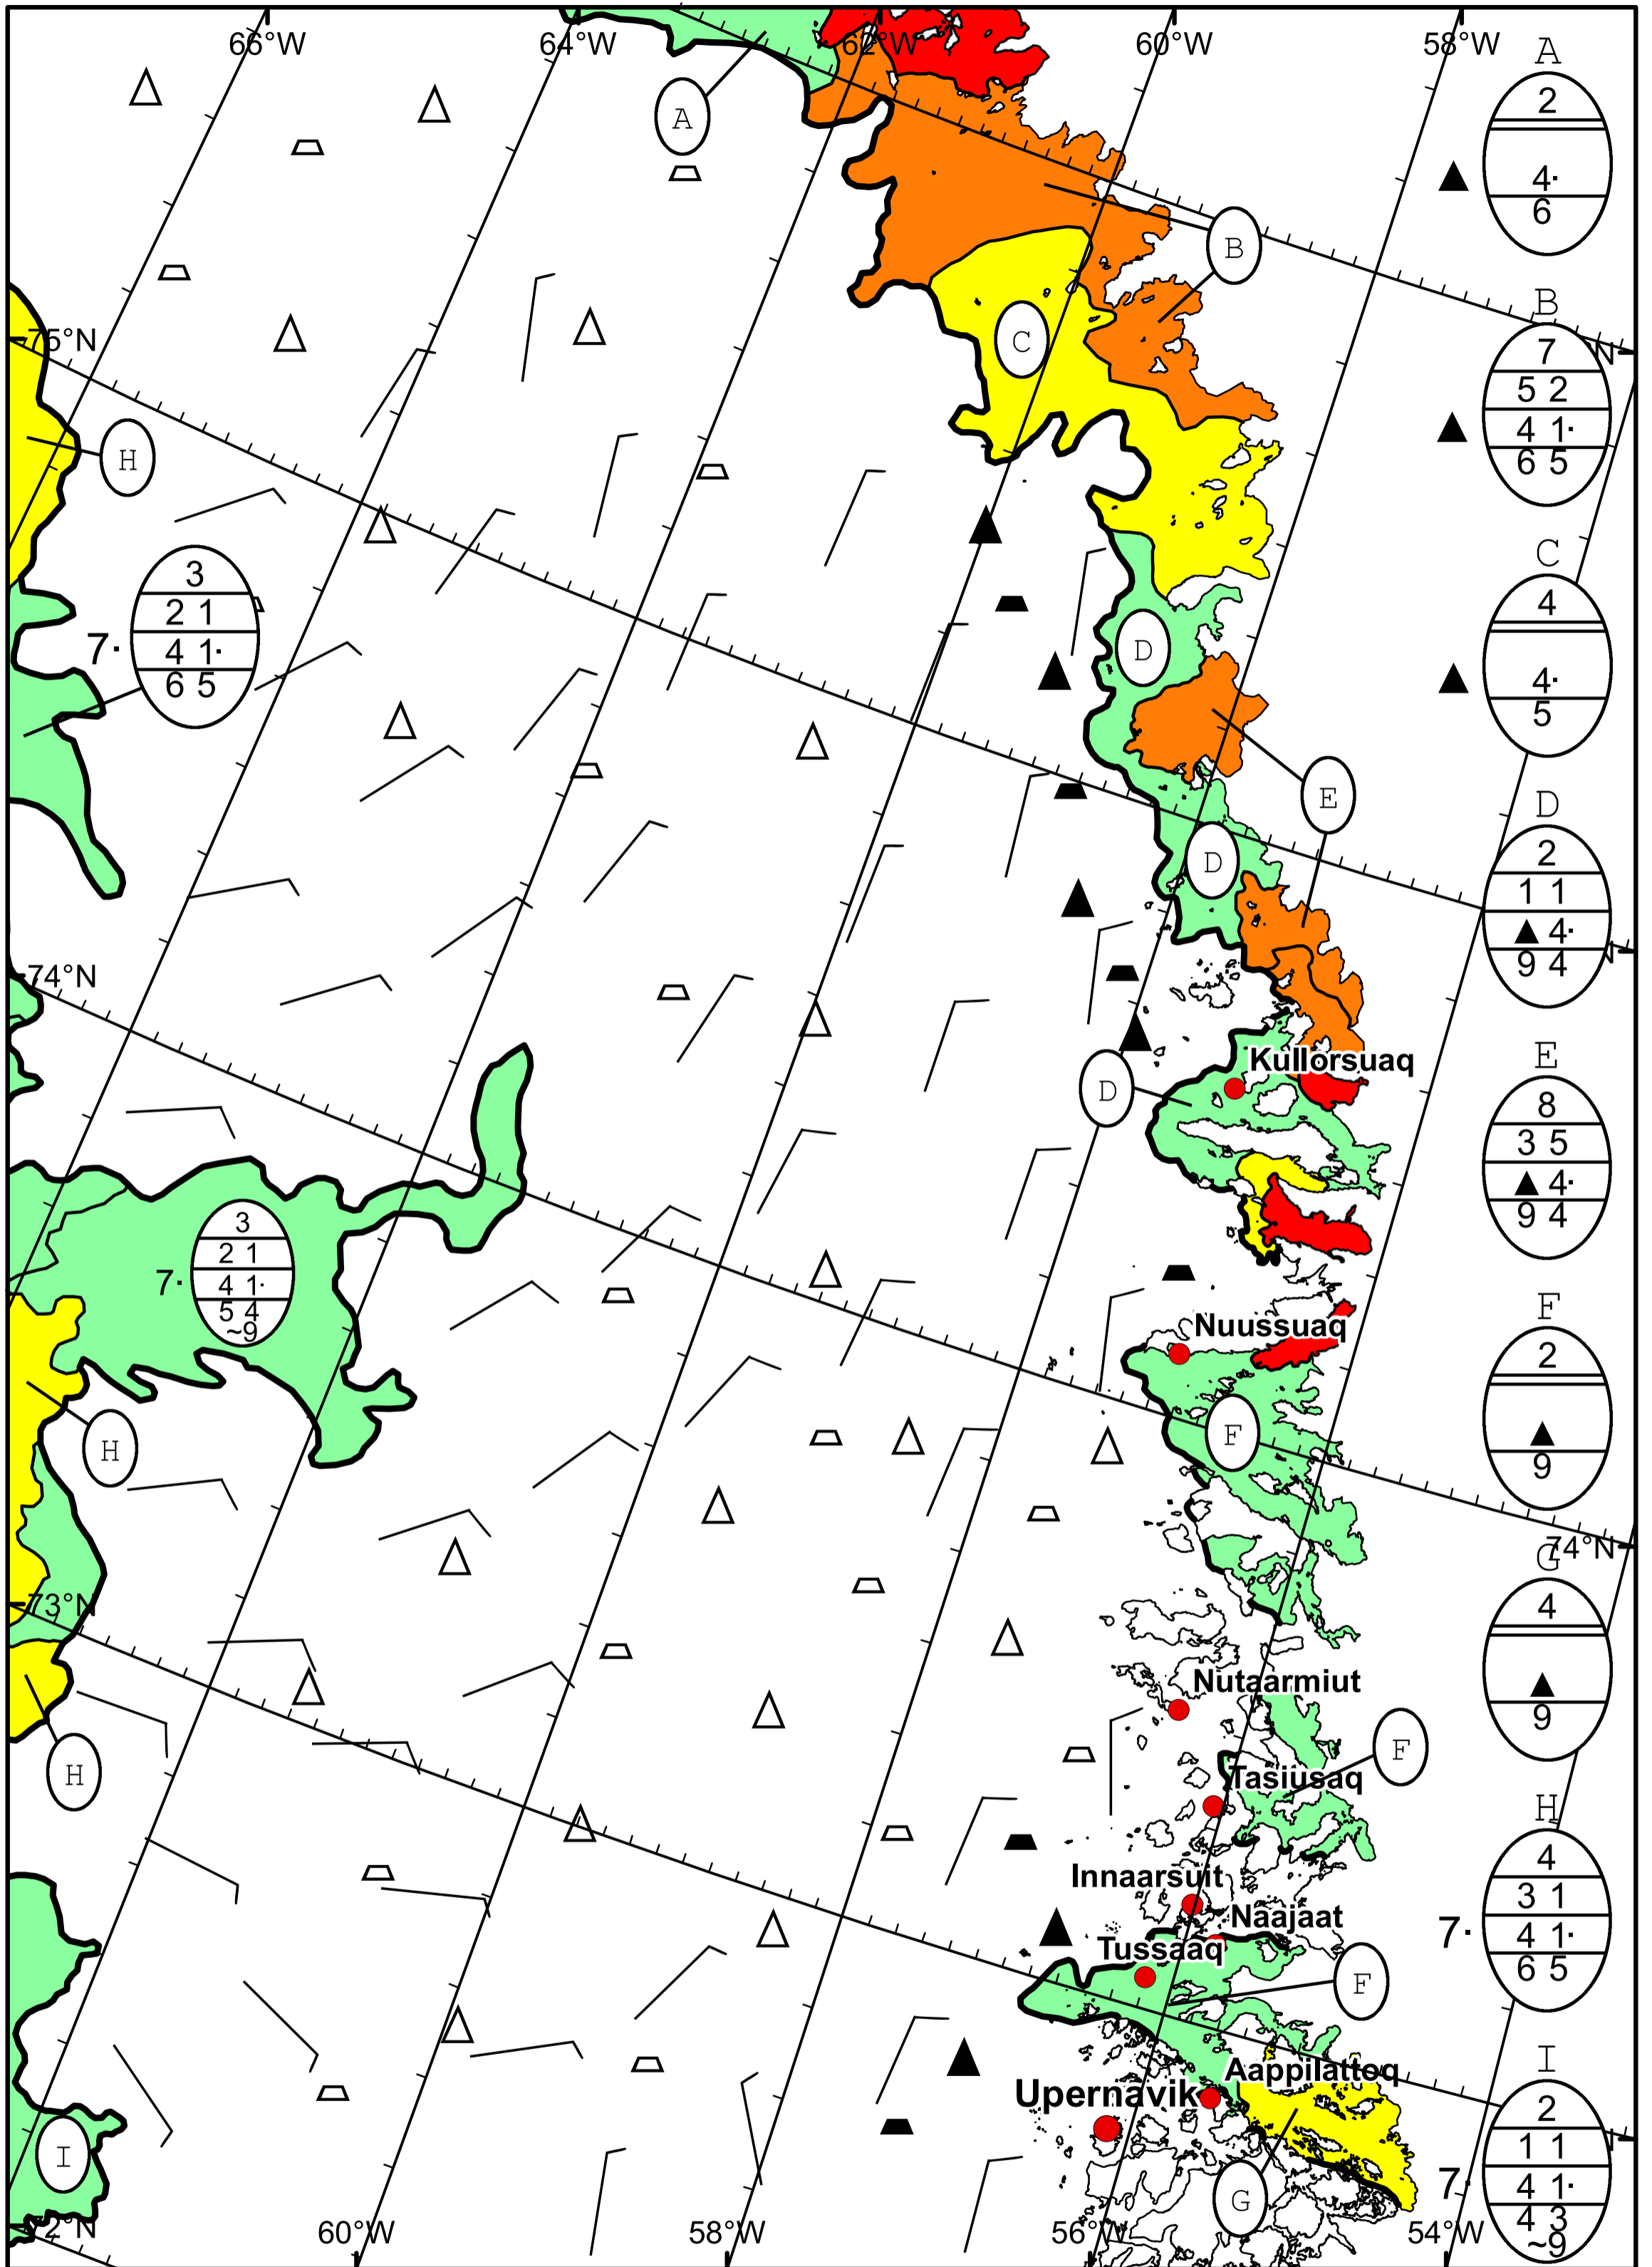 66°W
64°W
62°W
60°W
58°W
A
2
4·
6
A
B
B
7
5 2
4 1·
6 5
N
C
75°N
H
C
4
4·
5
3
2 1
7·
4 1·
6 5
D
E
D
D
2
1 1
4·
9 4
N
74°N
D
Kullorsuaq
E
8
3 5
4·
9 4
3
2 1
7·
4 1·
5 4
~9
Nuussuaq
F
2
9
H
F
74°N
G
4
9
73°N
Nutaarmiut
F
Tasiusaq
H
H
4
3 1
7·
4 1·
6 5
Innaarsuit
Naajaat
Tussaaq
F
Aappilattoq
Upernavik
I
2
1 1
7·
4 1·
4 3
~9
I
G
2°N
60°W
58°W
56°W
54°W